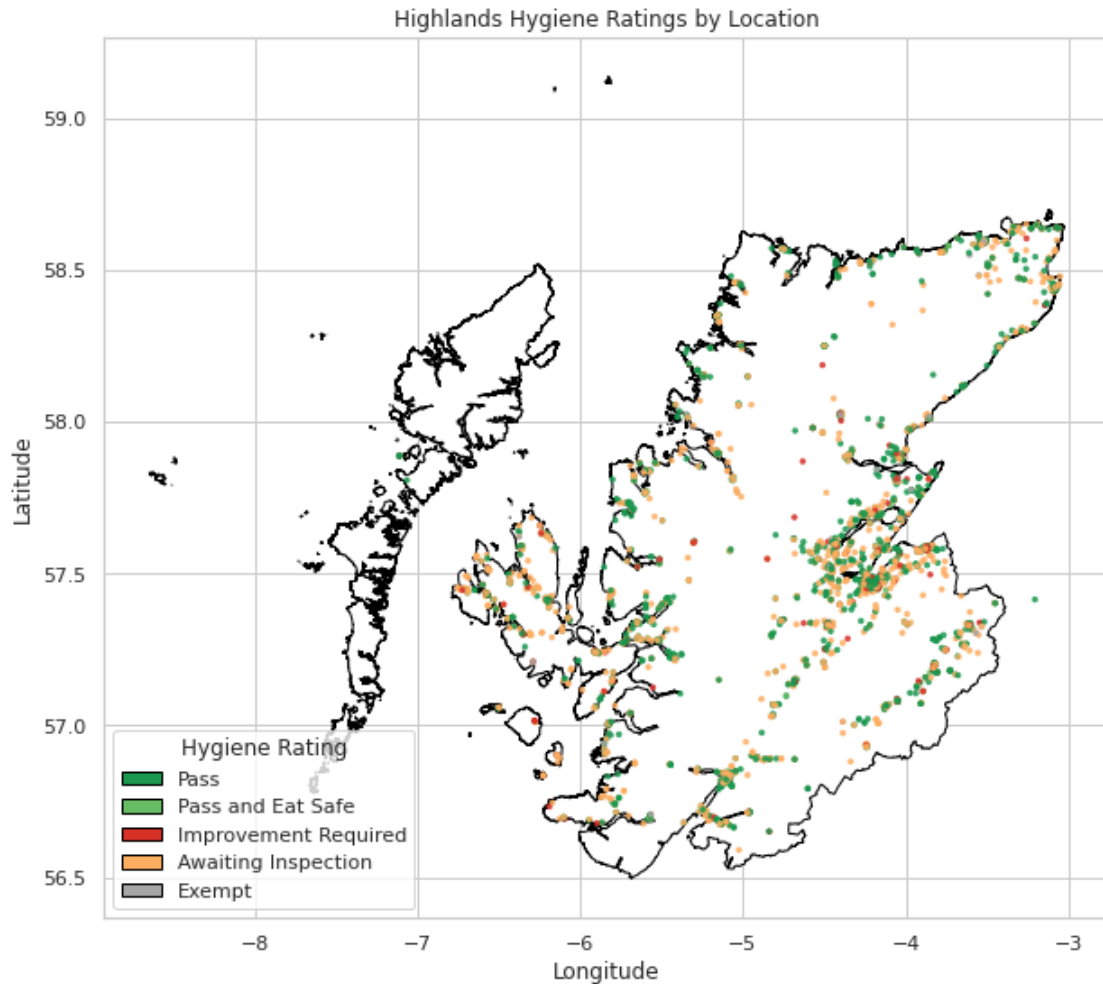 Highlands Hygiene Ratings by Location
59.0
58.5
58.0
57.5
57.0
56.5
Latitude
Hygiene Rating
Pass
Pass and Eat Safe
Improvement Required
Awaiting Inspection
Exempt
−8 −7 −6 −5 −4 −3
Longitude